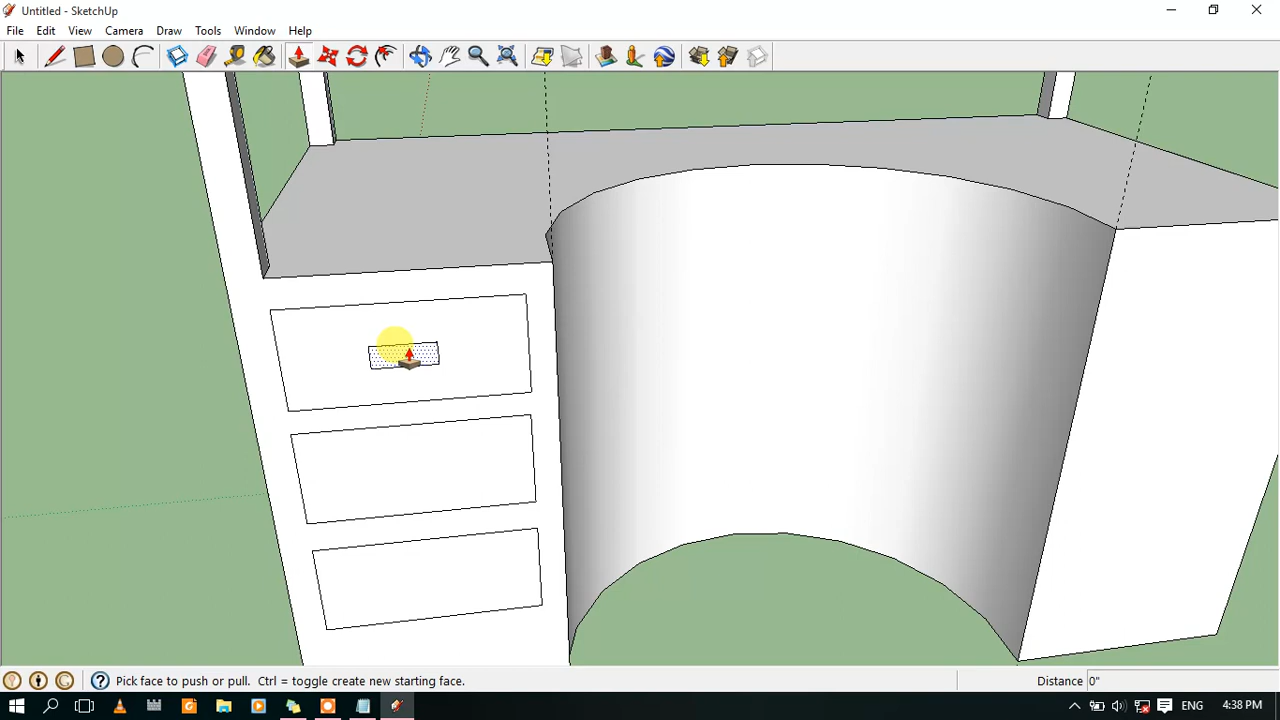 Untitled - SketchUp
File Edit View Camera Draw Tools Window Help
Pick face to push or pull. Ctrl = toggle create new starting face.
Distance 0"
ENG 4:38 PM